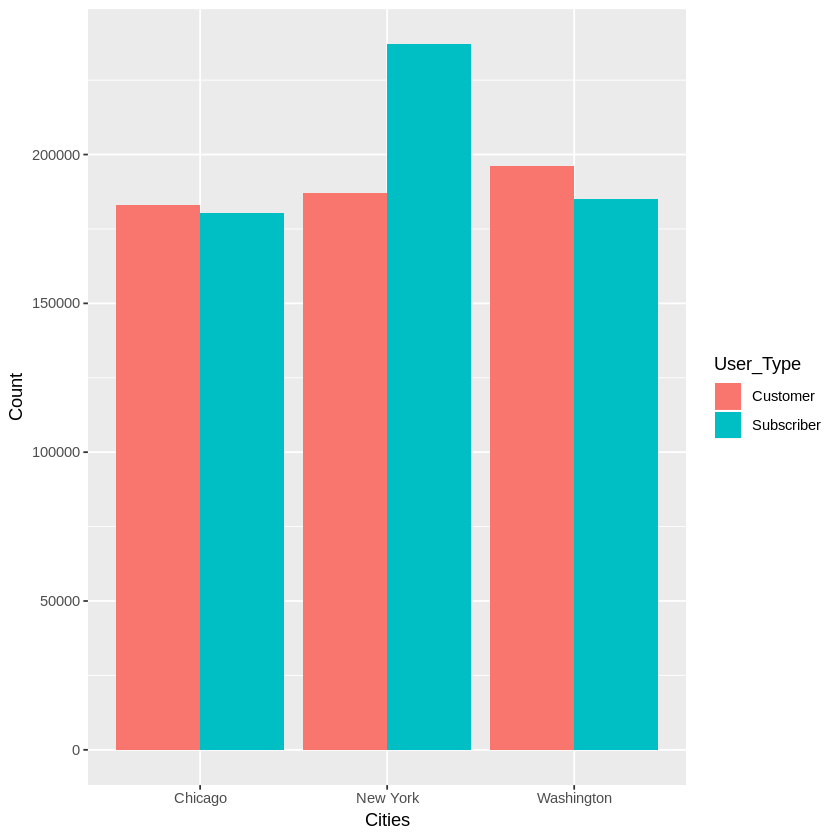 200000
150000
100000
50000
0
Count
Chicago New York Washington
Cities
User_Type
Customer
Subscriber